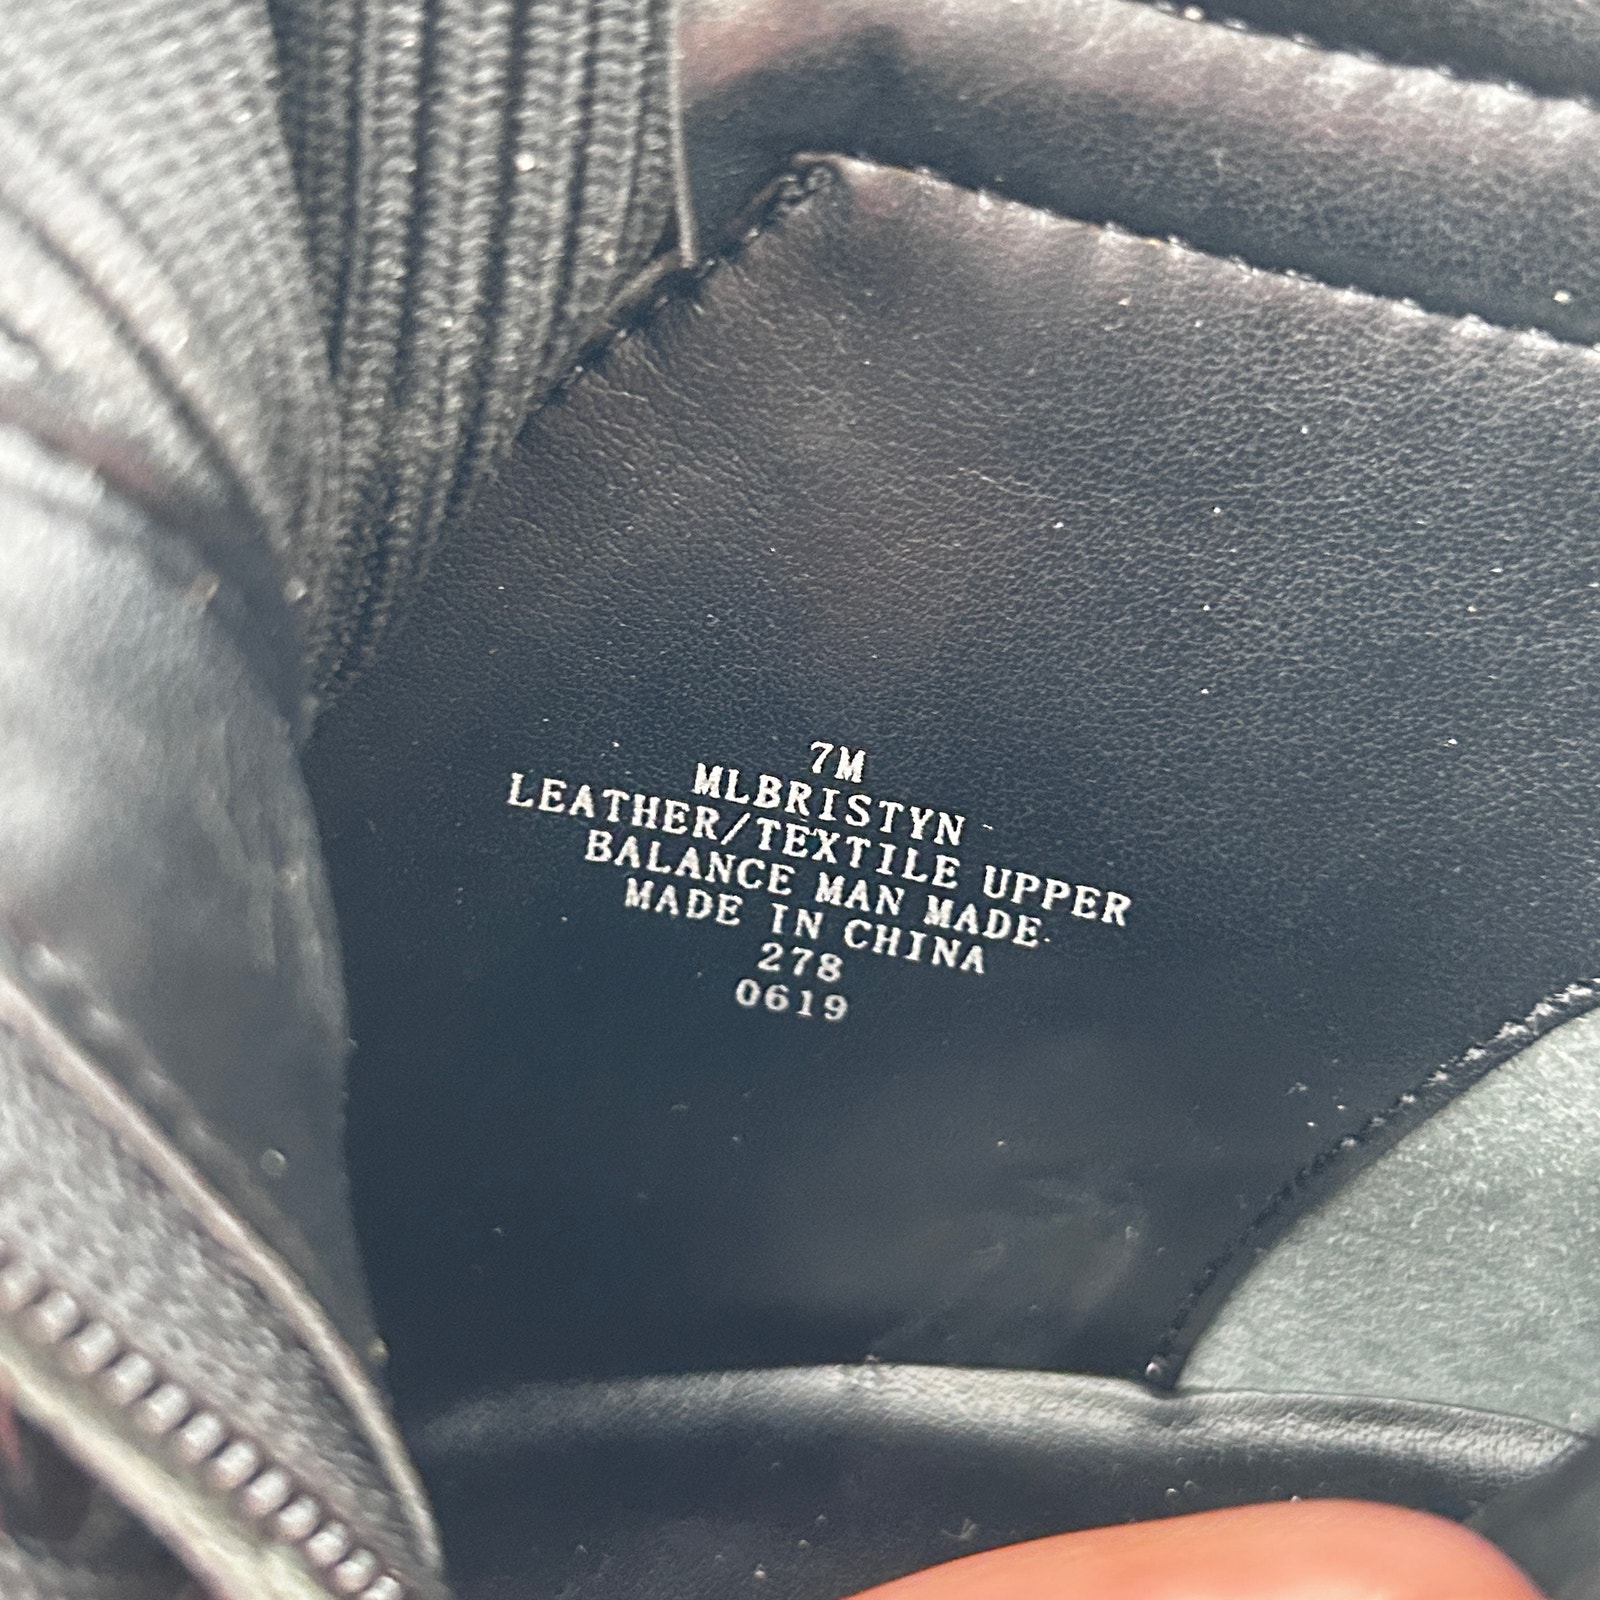 7M
MLBRISTYN
LEATHER/TEXTILE UPPER
BALANCE MAN MADE
MADE IN CHINA
278
0619